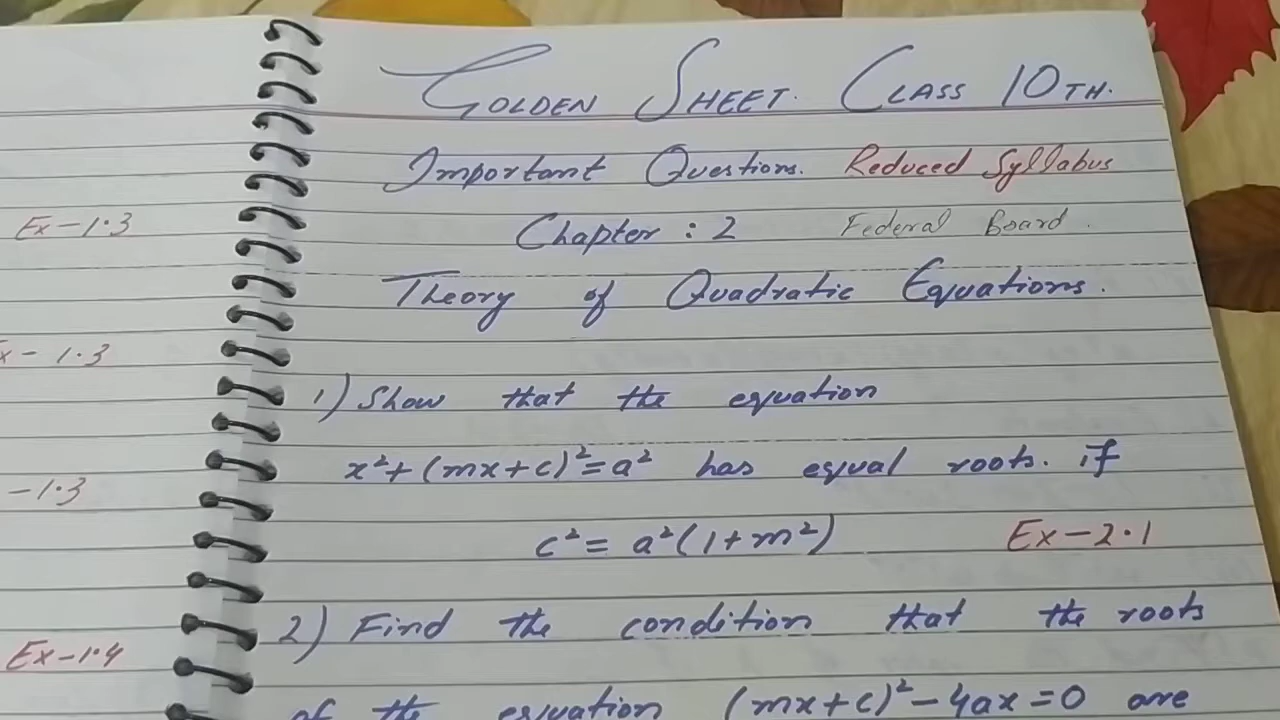 GOLDEN SHEET. CLASS 10TH.
Important Questions. Reduced Syllabus
Chapter : 2 Federal Board.
Theory of Quadratic Equations.
1) Show that the equation
x²+(mx+c)²=a² has equal roots. if
c²= a²(1+m²) Ex-2.1
2) Find the condition that the roots
of the equation (mx+c)²-4ax=0 are
Ex-1.3
x- 1.3
-1.3
Ex-1.4